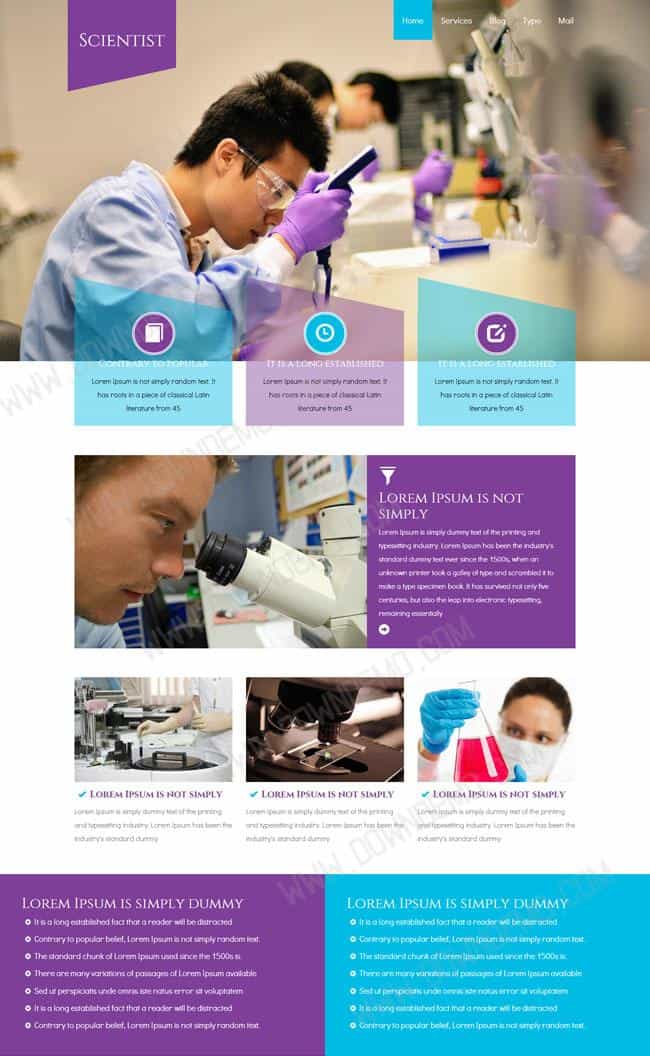 Scientist
Home Services Blog Typo Mail
Contrary to popular
Lorem Ipsum is not simply random text. It
has roots in a piece of classical Latin
literature from 45
It is a long established
Lorem Ipsum is not simply random text. It
has roots in a piece of classical Latin
literature from 45
It is a long established
Lorem Ipsum is not simply random text. It
has roots in a piece of classical Latin
literature from 45
Lorem Ipsum is not
simply
Lorem Ipsum is simply dummy text of the printing and
typesetting industry. Lorem Ipsum has been the industry's
standard dummy text ever since the 1500s, when an
unknown printer took a galley of type and scrambled it to
make a type specimen book. It has survived not only five
centuries, but also the leap into electronic typesetting,
remaining essentially
Lorem Ipsum is not simply
Lorem Ipsum is simply dummy text of the printing
and typesetting industry. Lorem Ipsum has been the
industry's standard dummy
Lorem Ipsum is not simply
Lorem Ipsum is simply dummy text of the printing
and typesetting industry. Lorem Ipsum has been the
industry's standard dummy
Lorem Ipsum is not simply
Lorem Ipsum is simply dummy text of the printing
and typesetting industry. Lorem Ipsum has been the
industry's standard dummy
Lorem Ipsum is simply dummy
It is a long established fact that a reader will be distracted
Contrary to popular belief, Lorem Ipsum is not simply random text.
The standard chunk of Lorem Ipsum used since the 1500s is
There are many variations of passages of Lorem Ipsum available
Sed ut perspiciatis unde omnis iste natus error sit voluptatem
It is a long established fact that a reader will be distracted
Contrary to popular belief, Lorem Ipsum is not simply random text.
Lorem Ipsum is simply dummy
It is a long established fact that a reader will be distracted
Contrary to popular belief, Lorem Ipsum is not simply random text.
The standard chunk of Lorem Ipsum used since the 1500s is
There are many variations of passages of Lorem Ipsum available
Sed ut perspiciatis unde omnis iste natus error sit voluptatem
It is a long established fact that a reader will be distracted
Contrary to popular belief, Lorem Ipsum is not simply random text.
WWW.DOWNDEMO.COM
WWW.DOWNDEMO.COM
WWW.DOWNDEMO.COM